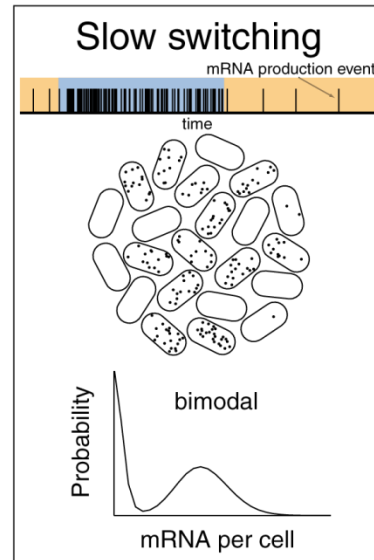 Slow switching
mRNA production event
time
bimodal
Probability
mRNA per cell